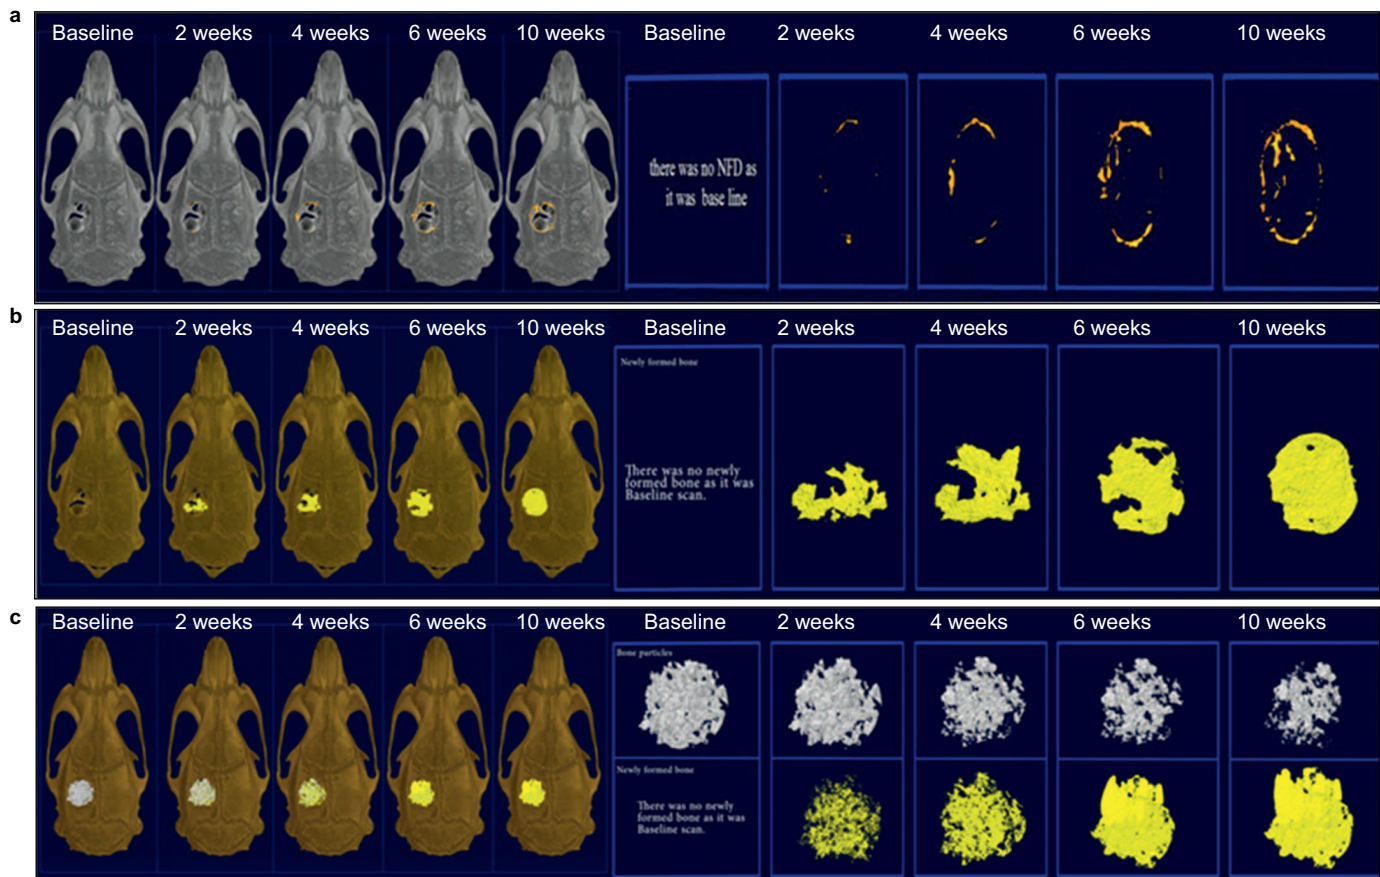 a
Baseline 2 weeks 4 weeks 6 weeks 10 weeks Baseline 2 weeks 4 weeks 6 weeks 10 weeks
there was no NFD as
it was base line
b
Baseline 2 weeks 4 weeks 6 weeks 10 weeks Baseline 2 weeks 4 weeks 6 weeks 10 weeks
Newly formed bone
There was no newly
formed bone as it was
Baseline scan.
c
Baseline 2 weeks 4 weeks 6 weeks 10 weeks Baseline 2 weeks 4 weeks 6 weeks 10 weeks
Bone particles
Newly formed bone
There was no newly
formed bone as it was
Baseline scan.